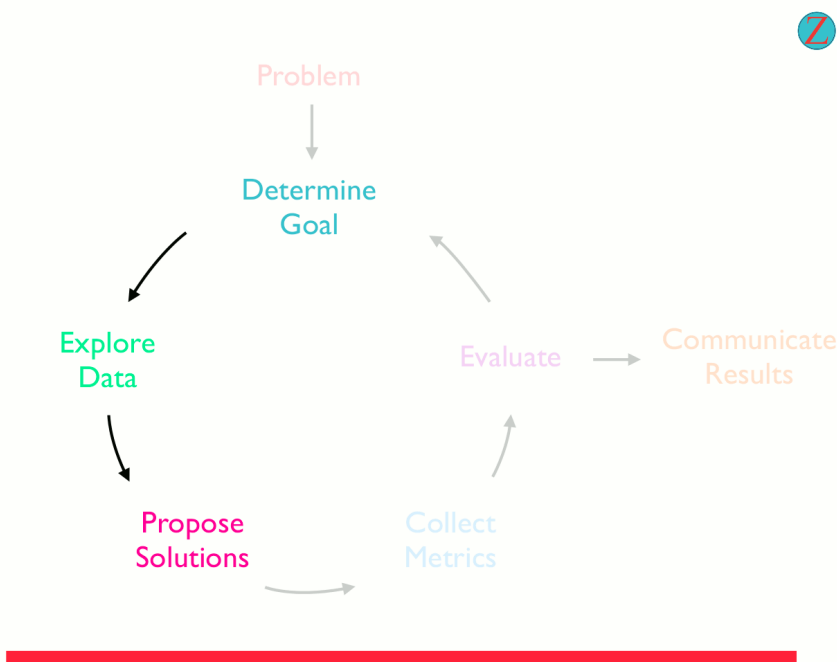 Z
Problem
Determine
Goal
Explore
Data
Evaluate
Communicate
Results
Propose
Solutions
Collect
Metrics